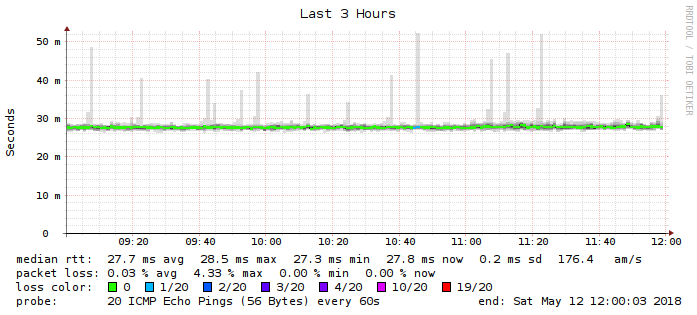 Last 3 Hours
RRDTOOL / TOBI OETIKER
Seconds
50 m
40 m
30 m
20 m
10 m
0
09:20 09:40 10:00 10:20 10:40 11:00 11:20 11:40 12:00
median rtt: 27.7 ms avg 28.5 ms max 27.3 ms min 27.8 ms now 0.2 ms sd 176.4 am/s
packet loss: 0.03 % avg 4.33 % max 0.00 % min 0.00 % now
loss color: 0 1/20 2/20 3/20 4/20 10/20 19/20
probe: 20 ICMP Echo Pings (56 Bytes) every 60s end: Sat May 12 12:00:03 2018